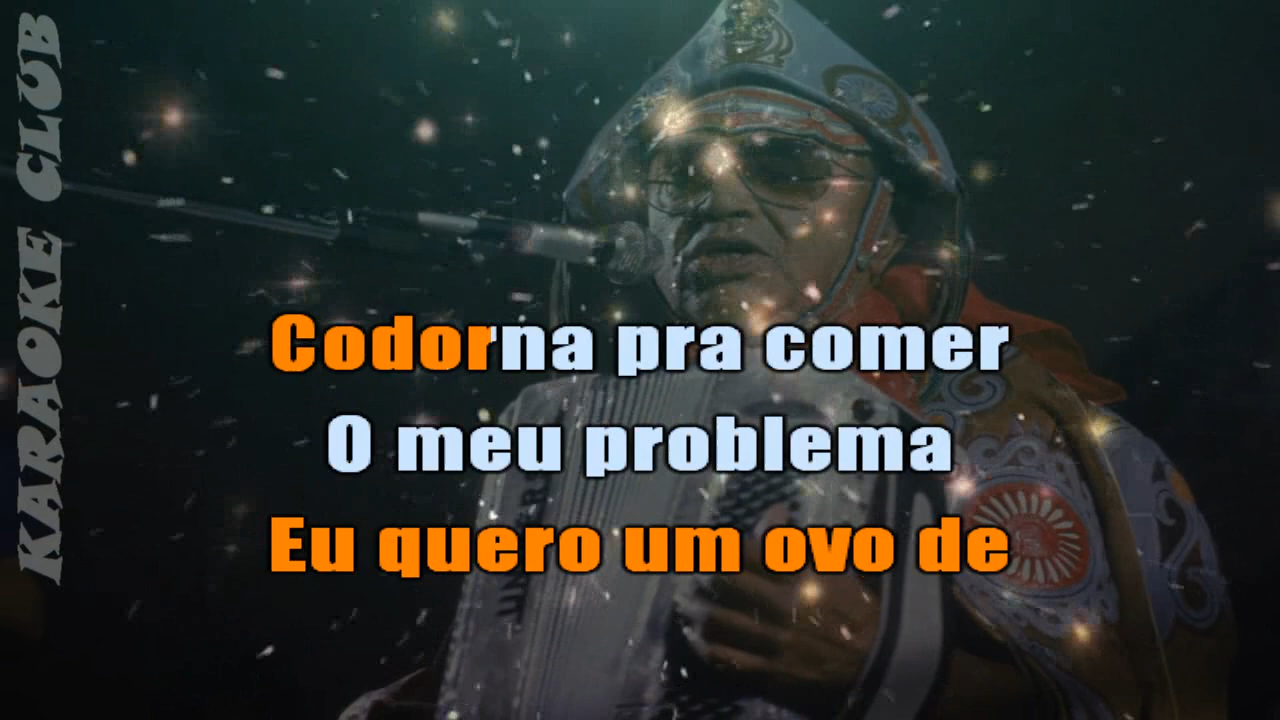 KARAOKE CLUB
Codorna pra comer
O meu problema
Eu quero um ovo de